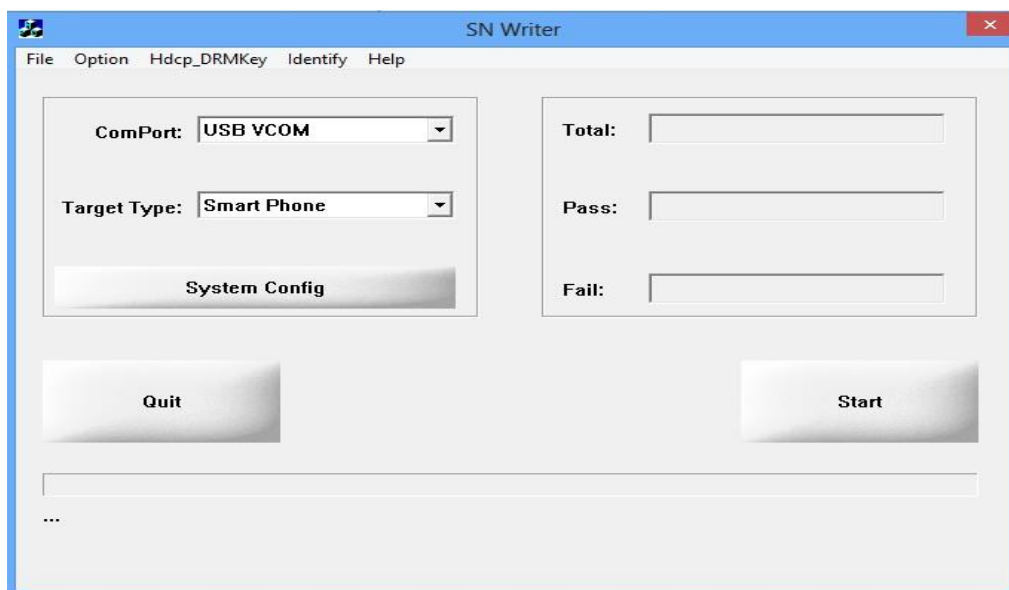 SN Writer
File Option Hdcp_DRMKey Identify Help
ComPort: USB VCOM
Target Type: Smart Phone
System Config
Total:
Pass:
Fail:
Quit
Start
...